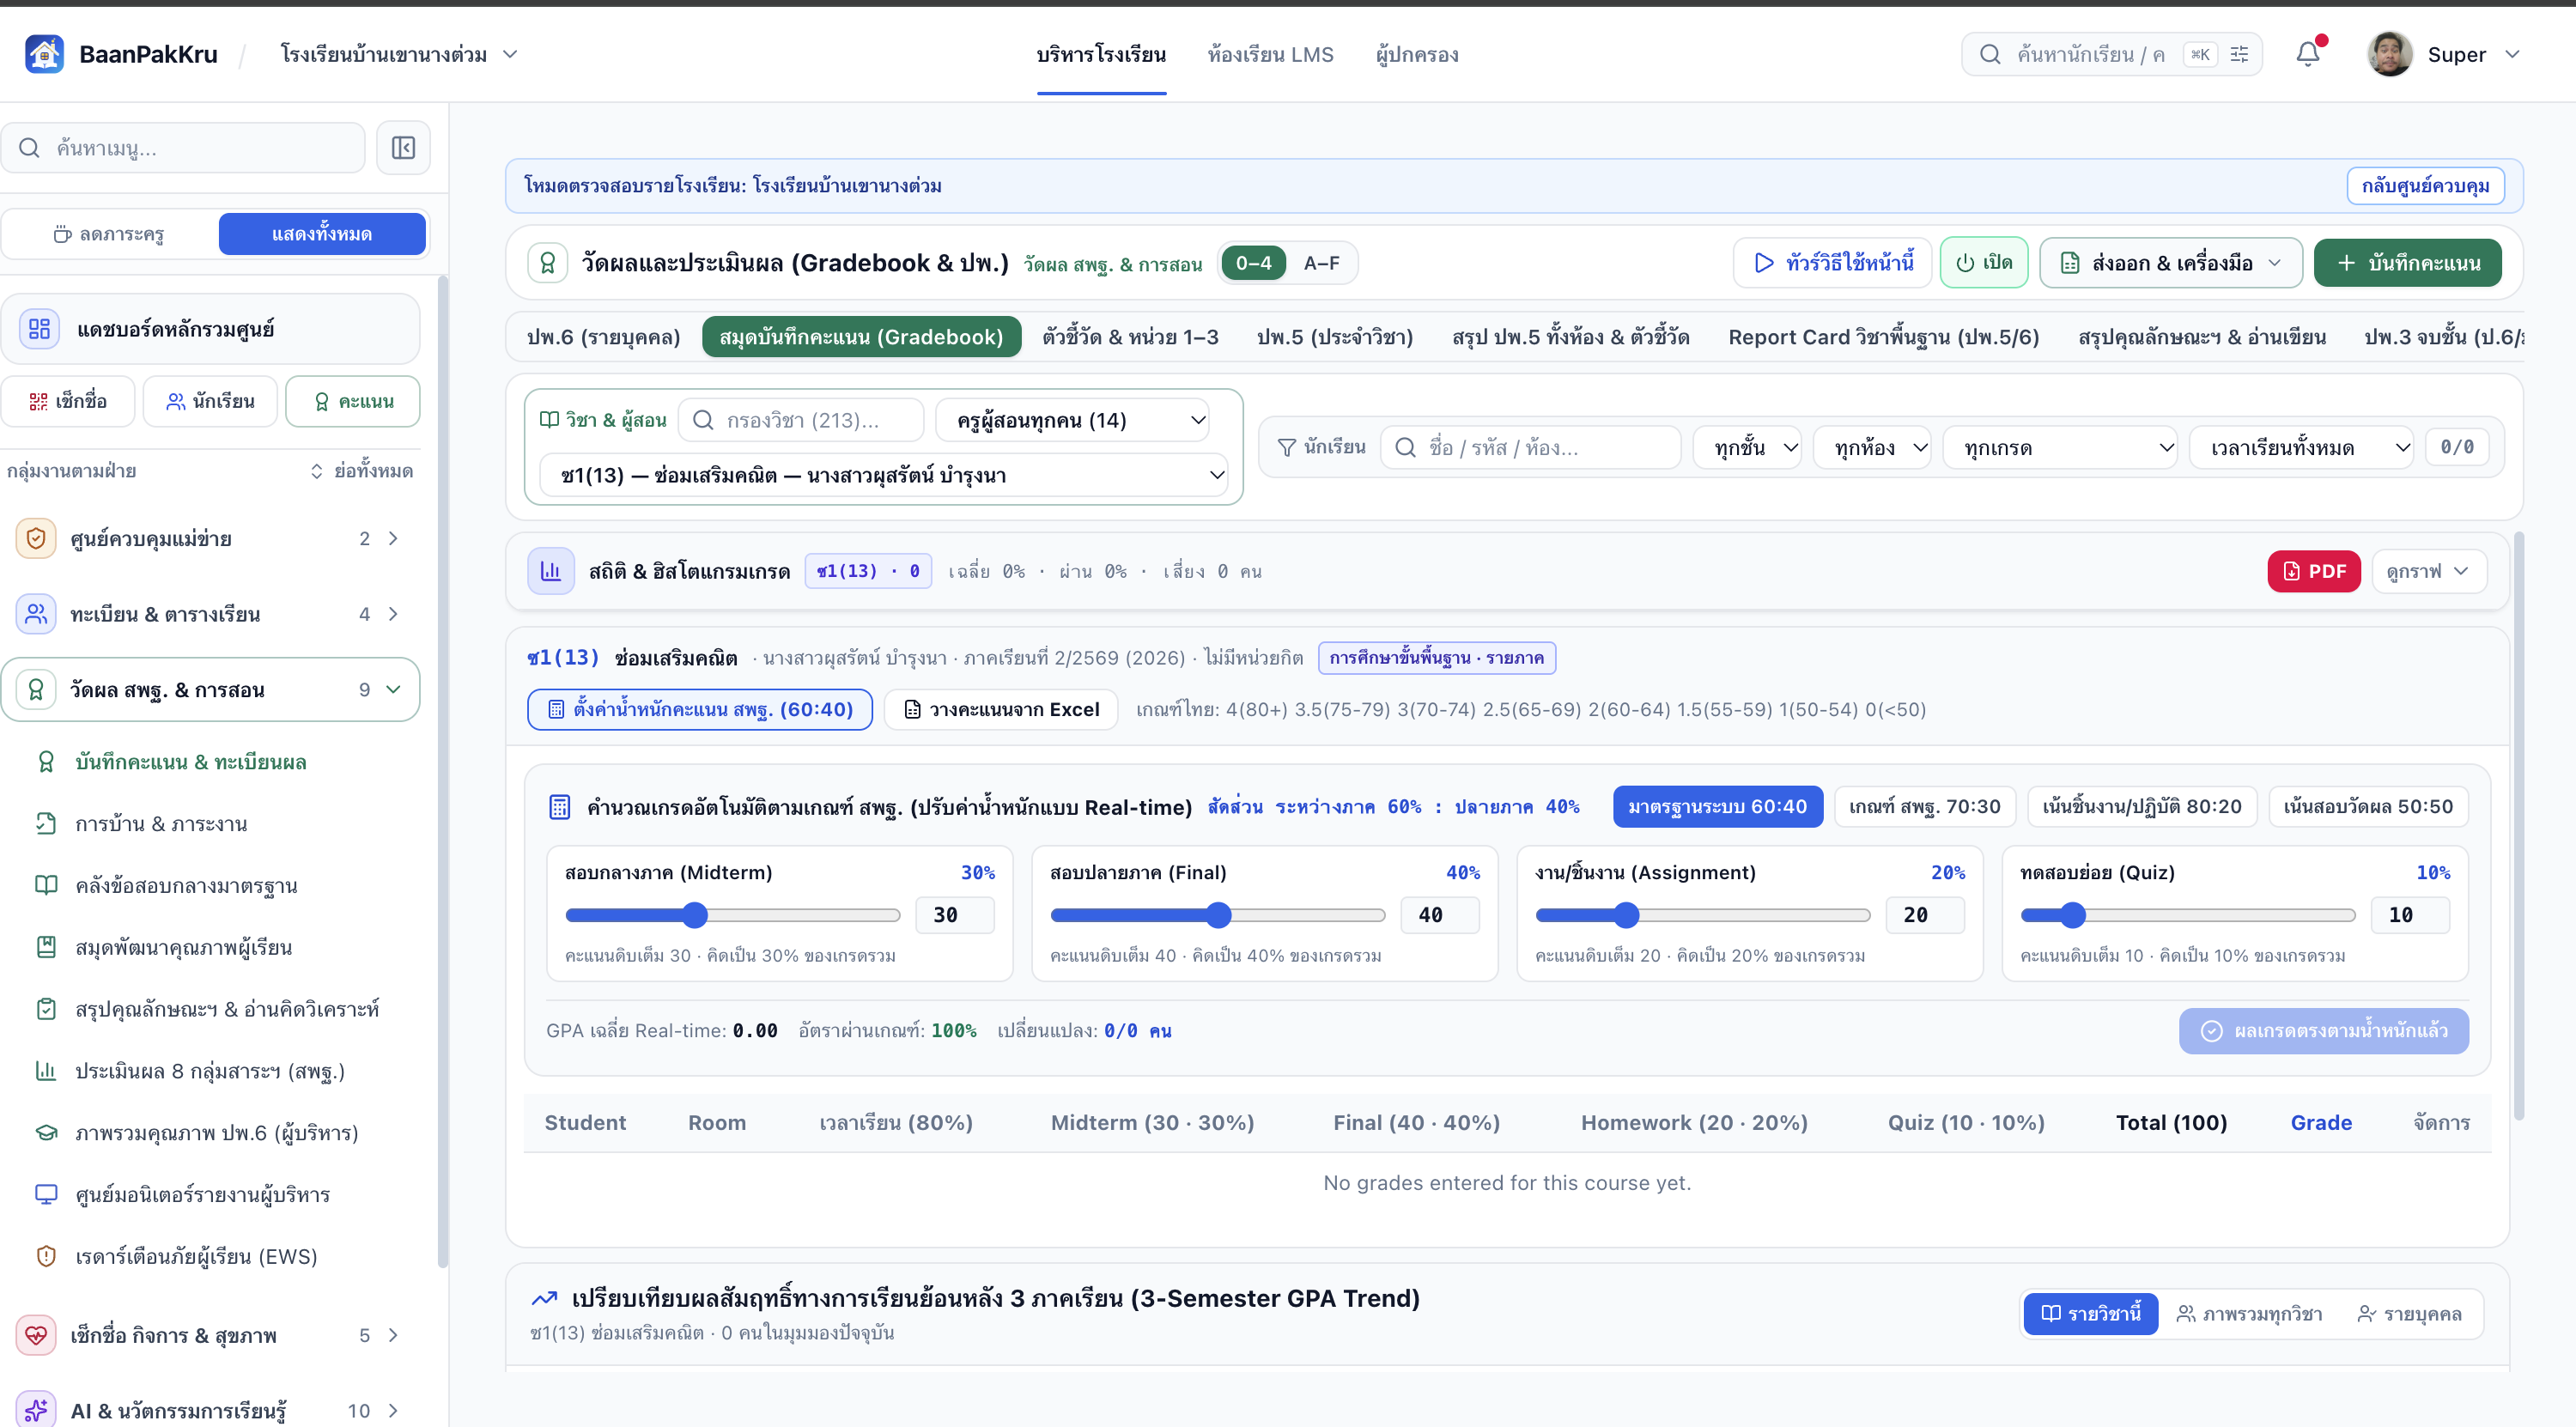 BaanPakKru / โรงเรียนบ้านเขานางต่วม
บริหารโรงเรียน ห้องเรียน LMS ผู้ปกครอง
ค้นหานักเรียน / ค ⌘K
Super
ค้นหาเมนู...
ลดภาระครู แสดงทั้งหมด
แดชบอร์ดหลักรวมศูนย์
เช็กชื่อ นักเรียน คะแนน
กลุ่มงานตามฝ่าย ย่อทั้งหมด
ศูนย์ควบคุมแม่ข่าย 2
ทะเบียน & ตารางเรียน 4
วัดผล สพฐ. & การสอน 9
บันทึกคะแนน & ทะเบียนผล
การบ้าน & ภาระงาน
คลังข้อสอบกลางมาตรฐาน
สมุดพัฒนาคุณภาพผู้เรียน
สรุปคุณลักษณะฯ & อ่านคิดวิเคราะห์
ประเมินผล 8 กลุ่มสาระฯ (สพฐ.)
ภาพรวมคุณภาพ ปพ.6 (ผู้บริหาร)
ศูนย์มอนิเตอร์รายงานผู้บริหาร
เรดาร์เตือนภัยผู้เรียน (EWS)
เช็กชื่อ กิจการ & สุขภาพ 5
AI & นวัตกรรมการเรียนรู้ 10
โหมดตรวจสอบรายโรงเรียน: โรงเรียนบ้านเขานางต่วม กลับศูนย์ควบคุม
วัดผลและประเมินผล (Gradebook & ปพ.) วัดผล สพฐ. & การสอน 0–4 A–F ทัวร์วิธีใช้หน้านี้ เปิด ส่งออก & เครื่องมือ + บันทึกคะแนน
ปพ.6 (รายบุคคล) สมุดบันทึกคะแนน (Gradebook) ตัวชี้วัด & หน่วย 1–3 ปพ.5 (ประจำวิชา) สรุป ปพ.5 ทั้งห้อง & ตัวชี้วัด Report Card วิชาพื้นฐาน (ปพ.5/6) สรุปคุณลักษณะฯ & อ่านเขียน ปพ.3 จบชั้น (ป.6/
วิชา & ผู้สอน กรองวิชา (213)... ครูผู้สอนทุกคน (14)
ซ1(13) — ซ่อมเสริมคณิต — นางสาวผุสรัตน์ บำรุงนา
นักเรียน ชื่อ / รหัส / ห้อง... ทุกชั้น ทุกห้อง ทุกเกรด เวลาเรียนทั้งหมด 0/0
สถิติ & ฮิสโตแกรมเกรด ซ1(13) · 0 เฉลี่ย 0% · ผ่าน 0% · เสี่ยง 0 คน PDF ดูกราฟ
ซ1(13) ซ่อมเสริมคณิต · นางสาวผุสรัตน์ บำรุงนา · ภาคเรียนที่ 2/2569 (2026) · ไม่มีหน่วยกิต การศึกษาขั้นพื้นฐาน · รายภาค
ตั้งค่าน้ำหนักคะแนน สพฐ. (60:40) วางคะแนนจาก Excel เกณฑ์ไทย: 4(80+) 3.5(75-79) 3(70-74) 2.5(65-69) 2(60-64) 1.5(55-59) 1(50-54) 0(<50)
คำนวณเกรดอัตโนมัติตามเกณฑ์ สพฐ. (ปรับค่าน้ำหนักแบบ Real-time) สัดส่วน ระหว่างภาค 60% : ปลายภาค 40% มาตรฐานระบบ 60:40 เกณฑ์ สพฐ. 70:30 เน้นชิ้นงาน/ปฏิบัติ 80:20 เน้นสอบวัดผล 50:50
สอบกลางภาค (Midterm) 30% สอบปลายภาค (Final) 40% งาน/ชิ้นงาน (Assignment) 20% ทดสอบย่อย (Quiz) 10%
30 40 20 10
คะแนนดิบเต็ม 30 · คิดเป็น 30% ของเกรดรวม คะแนนดิบเต็ม 40 · คิดเป็น 40% ของเกรดรวม คะแนนดิบเต็ม 20 · คิดเป็น 20% ของเกรดรวม คะแนนดิบเต็ม 10 · คิดเป็น 10% ของเกรดรวม
GPA เฉลี่ย Real-time: 0.00 อัตราผ่านเกณฑ์: 100% เปลี่ยนแปลง: 0/0 คน ผลเกรดตรงตามน้ำหนักแล้ว
Student Room เวลาเรียน (80%) Midterm (30 · 30%) Final (40 · 40%) Homework (20 · 20%) Quiz (10 · 10%) Total (100) Grade จัดการ
No grades entered for this course yet.
เปรียบเทียบผลสัมฤทธิ์ทางการเรียนย้อนหลัง 3 ภาคเรียน (3-Semester GPA Trend)
ซ1(13) ซ่อมเสริมคณิต · 0 คนในมุมมองปัจจุบัน
รายวิชานี้ ภาพรวมทุกวิชา รายบุคคล